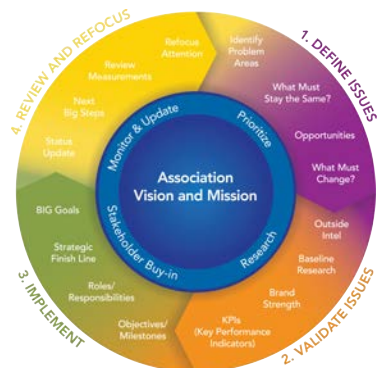 1. DEFINE ISSUES
Identify
Problem
Areas
What Must
Stay the Same?
Opportunities
What Must
Change?
2. VALIDATE ISSUES
Outside
Intel
Baseline
Research
Brand
Strength
KPIs
(Key Performance
Indicators)
3. IMPLEMENT
Objectives/
Milestones
Roles/
Responsibilities
Strategic
Finish Line
BIG Goals
4. REVIEW AND REFOCUS
Status
Update
Next
Big Steps
Review
Measurements
Refocus
Attention
Prioritize
Research
Stakeholder Buy-in
Monitor & Update
Association
Vision and Mission